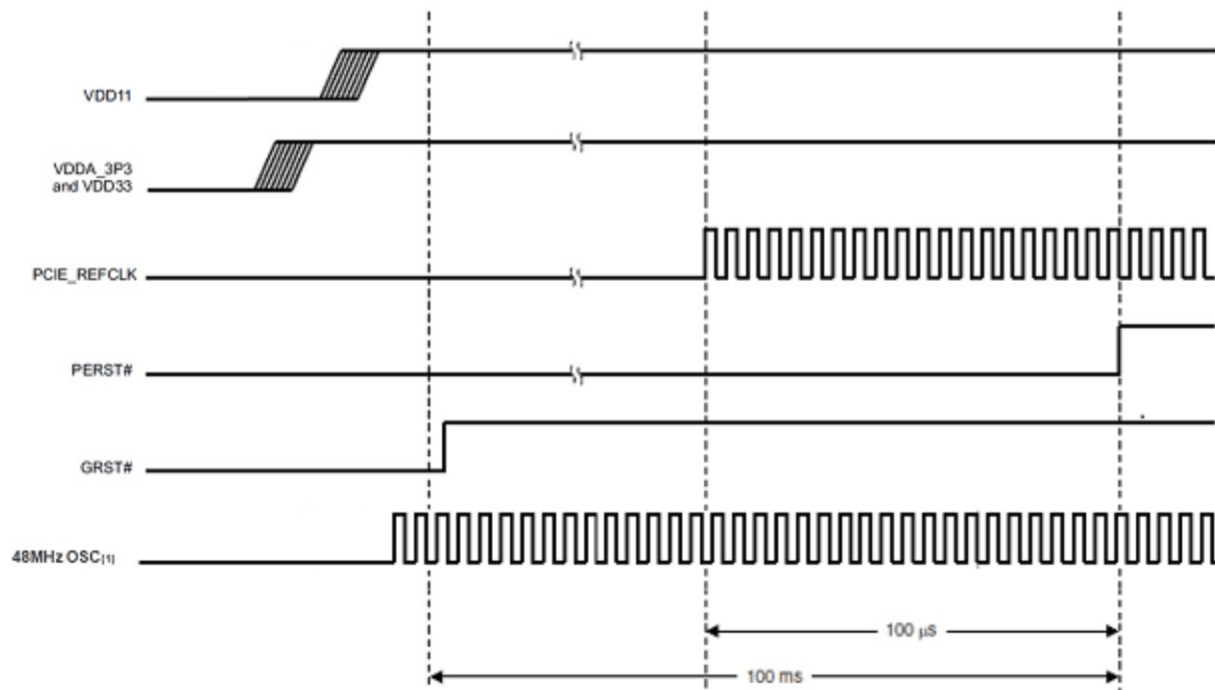 VDD11
VDDA_3P3
and VDD33
PCIE_REFCLK
PERST#
GRST#
48MHz OSC[1]
100 μs
100 ms